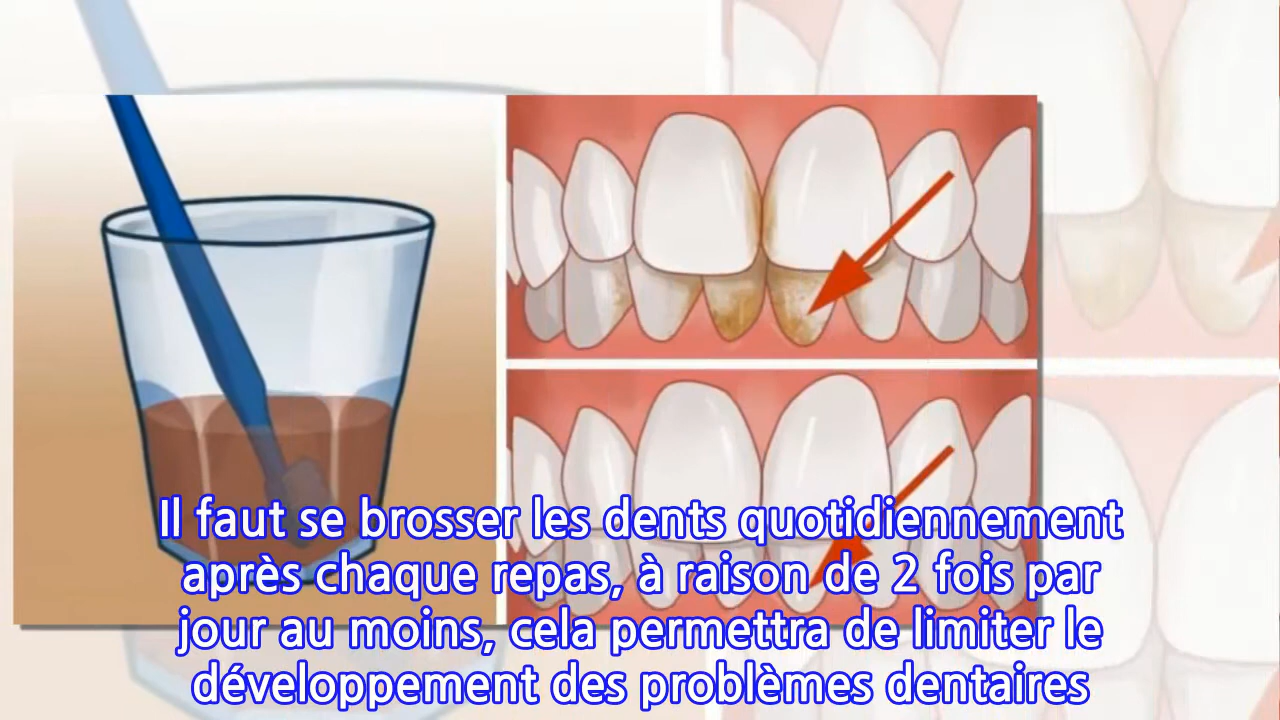 Il faut se brosser les dents quotidiennement
après chaque repas, à raison de 2 fois par
jour au moins, cela permettra de limiter le
développement des problèmes dentaires